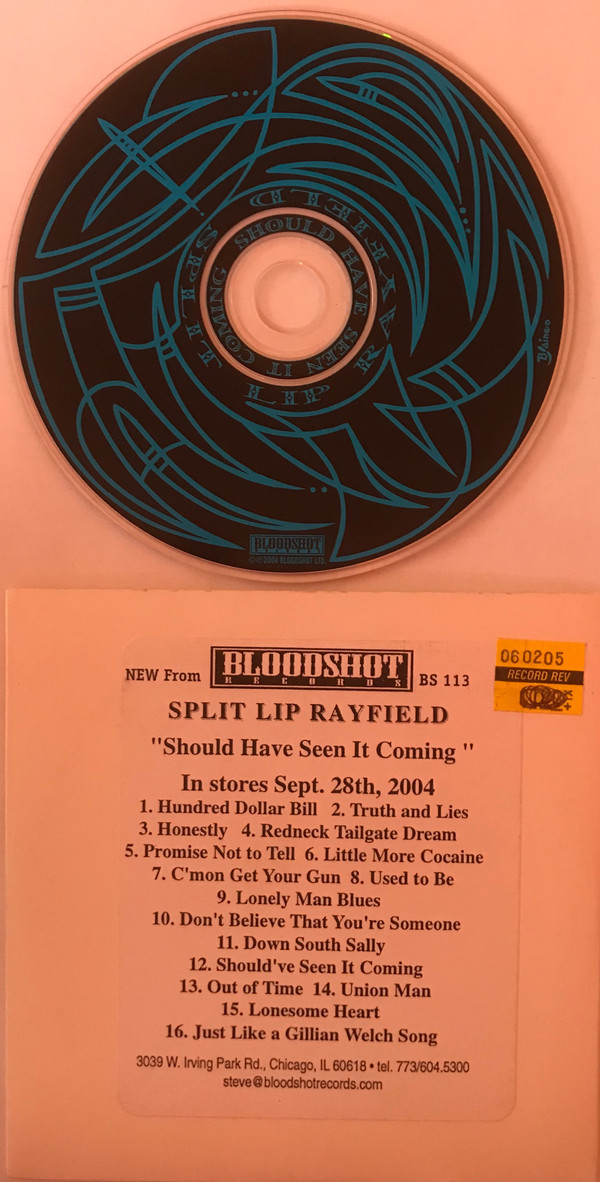 SPLIT LIP RAYFIELD
SHOULD HAVE SEEN IT COMING
Blaine©
BLOODSHOT
RECORDS
©℗ 2004 BLOODSHOT LTD.
NEW From BLOODSHOT RECORDS BS 113
060205
RECORD REV
SPLIT LIP RAYFIELD
"Should Have Seen It Coming "
In stores Sept. 28th, 2004
1. Hundred Dollar Bill 2. Truth and Lies
3. Honestly 4. Redneck Tailgate Dream
5. Promise Not to Tell 6. Little More Cocaine
7. C'mon Get Your Gun 8. Used to Be
9. Lonely Man Blues
10. Don't Believe That You're Someone
11. Down South Sally
12. Should've Seen It Coming
13. Out of Time 14. Union Man
15. Lonesome Heart
16. Just Like a Gillian Welch Song
3039 W. Irving Park Rd., Chicago, IL 60618 • tel. 773/604.5300
steve@bloodshotrecords.com